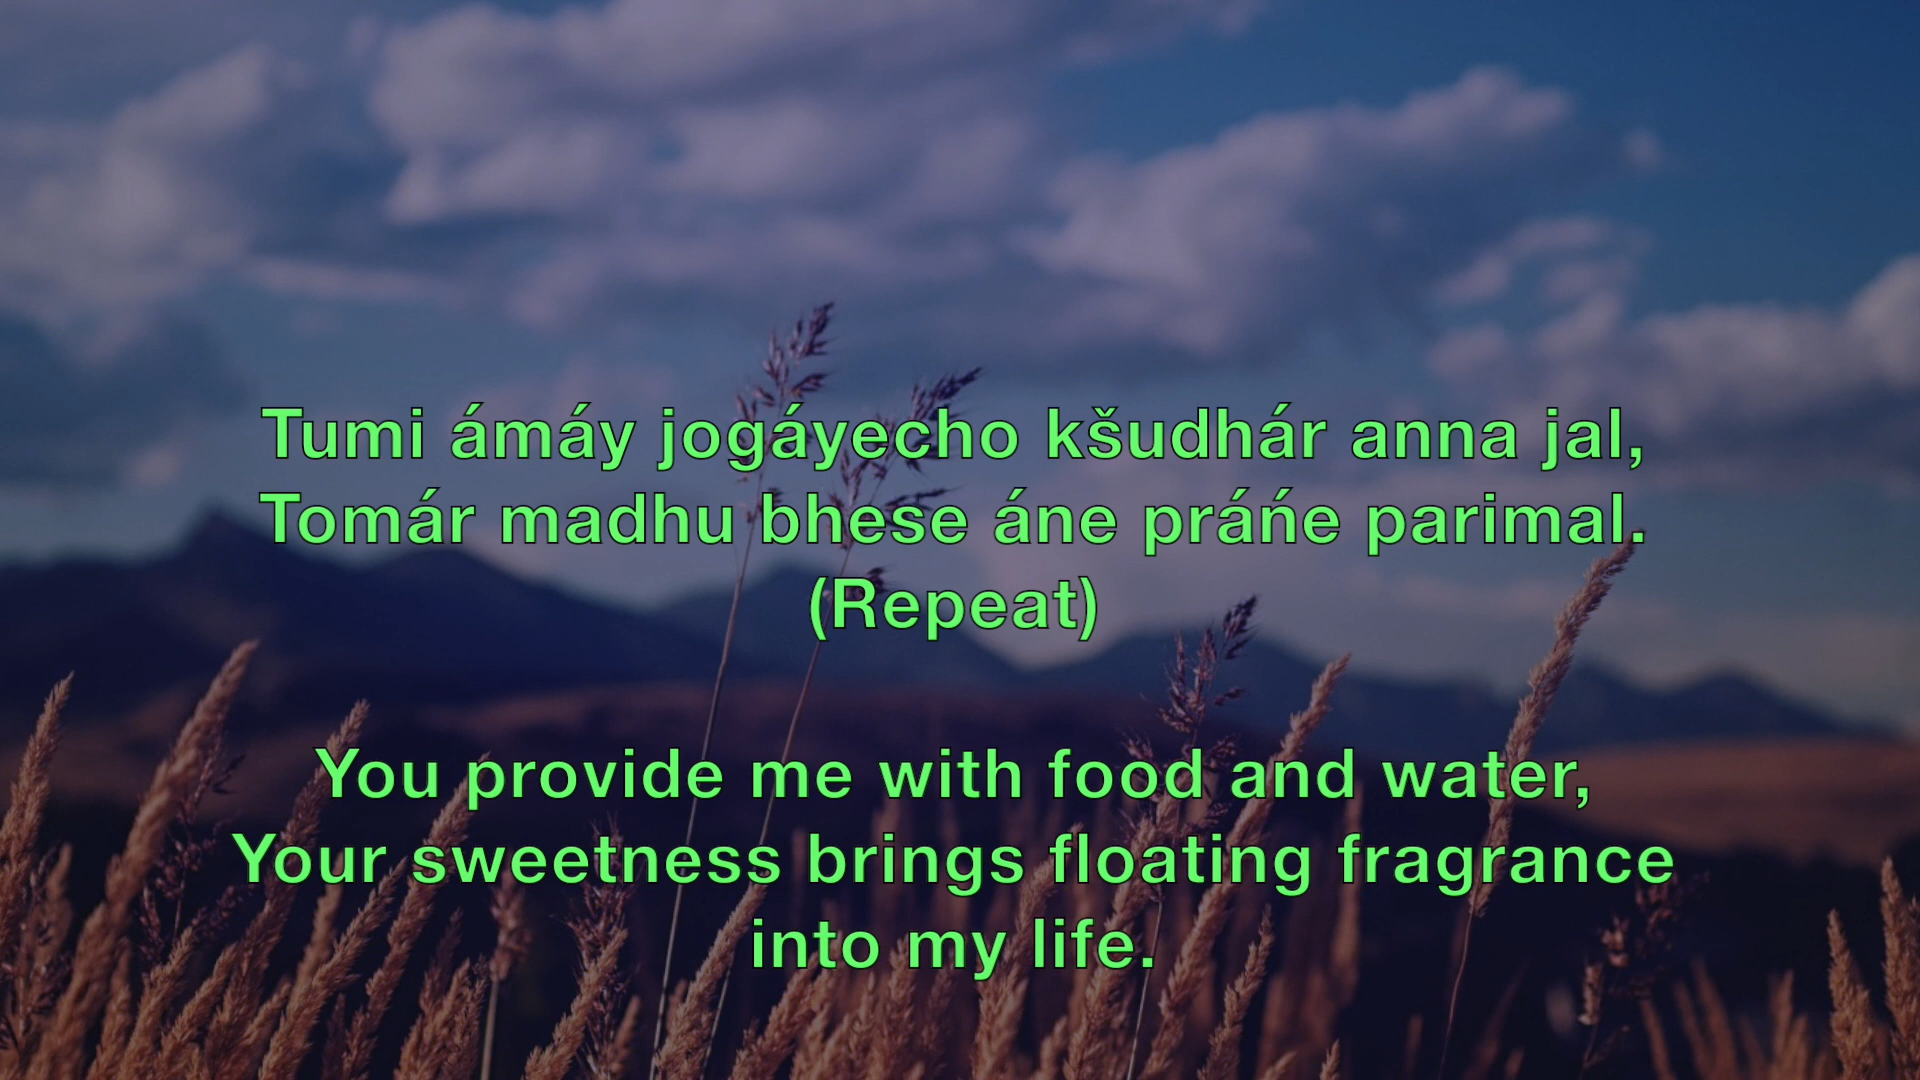 Tumi ámáy jogáyecho kšudhár anna jal,
Tomár madhu bhese áne práńe parimal.
(Repeat)
You provide me with food and water,
Your sweetness brings floating fragrance
into my life.